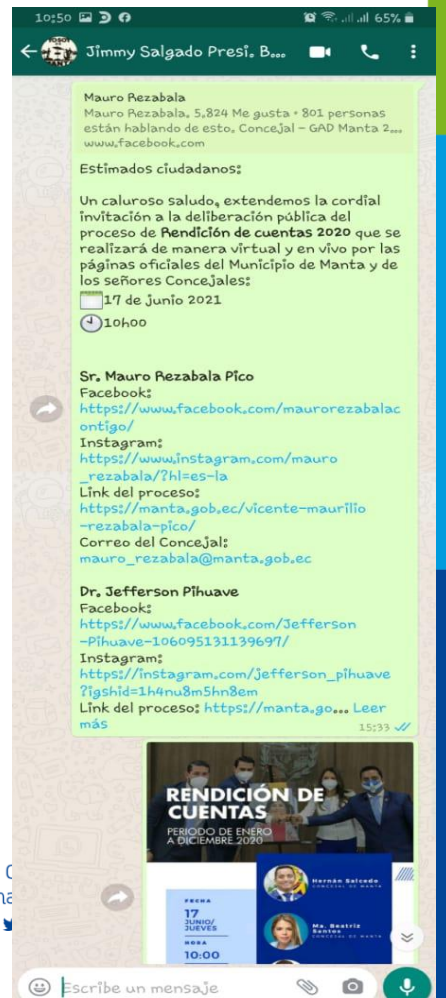 10:50
65%
Jimmy Salgado Presi. B...
Mauro Rezabala
Mauro Rezabala. 5,824 Me gusta • 801 personas
están hablando de esto. Concejal - GAD Manta 2...
www.facebook.com
Estimados ciudadanos:
Un caluroso saludo, extendemos la cordial
invitación a la deliberación pública del
proceso de Rendición de cuentas 2020 que se
realizará de manera virtual y en vivo por las
páginas oficiales del Municipio de Manta y de
los señores Concejales:
17 de junio 2021
10h00
Sr. Mauro Rezabala Pico
Facebook:
https://www.facebook.com/maurorezabalac
ontigo/
Instagram:
https://www.instagram.com/mauro
_rezabala/?hl=es-la
Link del proceso:
https://manta.gob.ec/vicente-maurilio
-rezabala-pico/
Correo del Concejal:
mauro_rezabala@manta.gob.ec
Dr. Jefferson Pihuave
Facebook:
https://www.facebook.com/Jefferson
-Pihuave-106095131139697/
Instagram:
https://instagram.com/jefferson_pihuave
?igshid=1h4nu8m5hn8em
Link del proceso: https://manta.go... Leer
más
15:33
RENDICIÓN DE
CUENTAS
PERIODO DE ENERO
A DICIEMBRE 2020
Hernán Salcedo
CONCEJAL DE MANTA
FECHA
17
JUNIO/
JUEVES
Ma. Beatriz
Santos
CONCEJAL DE MANTA
HORA
10:00
Escribe un mensaje